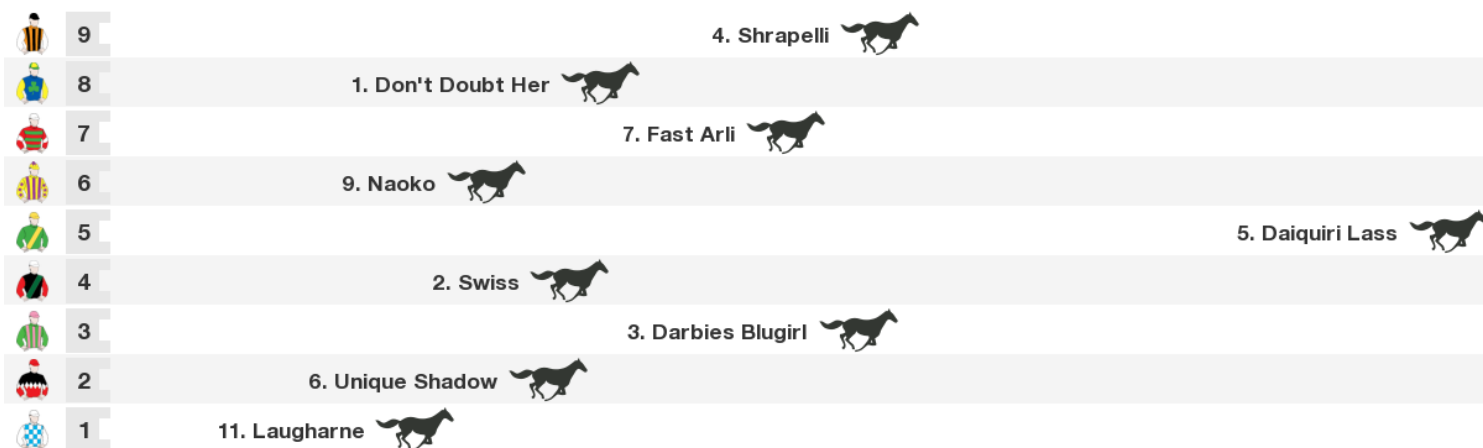 9 4. Shrapelli
8 1. Don't Doubt Her
7 7. Fast Arli
6 9. Naoko
5 5. Daiquiri Lass
4 2. Swiss
3 3. Darbies Blugirl
2 6. Unique Shadow
1 11. Laugharne